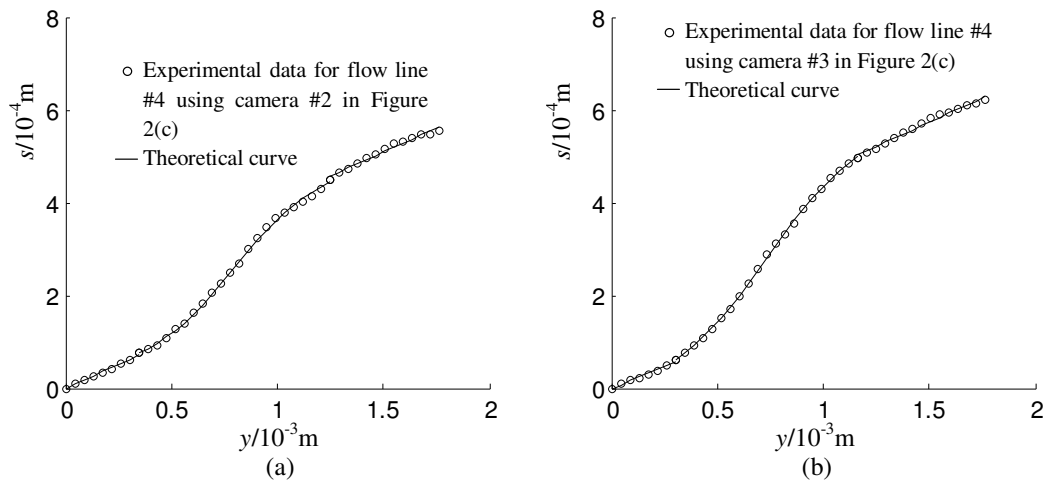 8
6
4
2
0
s/10⁻⁴m
Experimental data for flow line
#4 using camera #2 in Figure
2(c)
Theoretical curve
0 0.5 1 1.5 2
y/10⁻³m
(a)
8
6
4
2
0
s/10⁻⁴m
Experimental data for flow line #4
using camera #3 in Figure 2(c)
Theoretical curve
0 0.5 1 1.5 2
y/10⁻³m
(b)